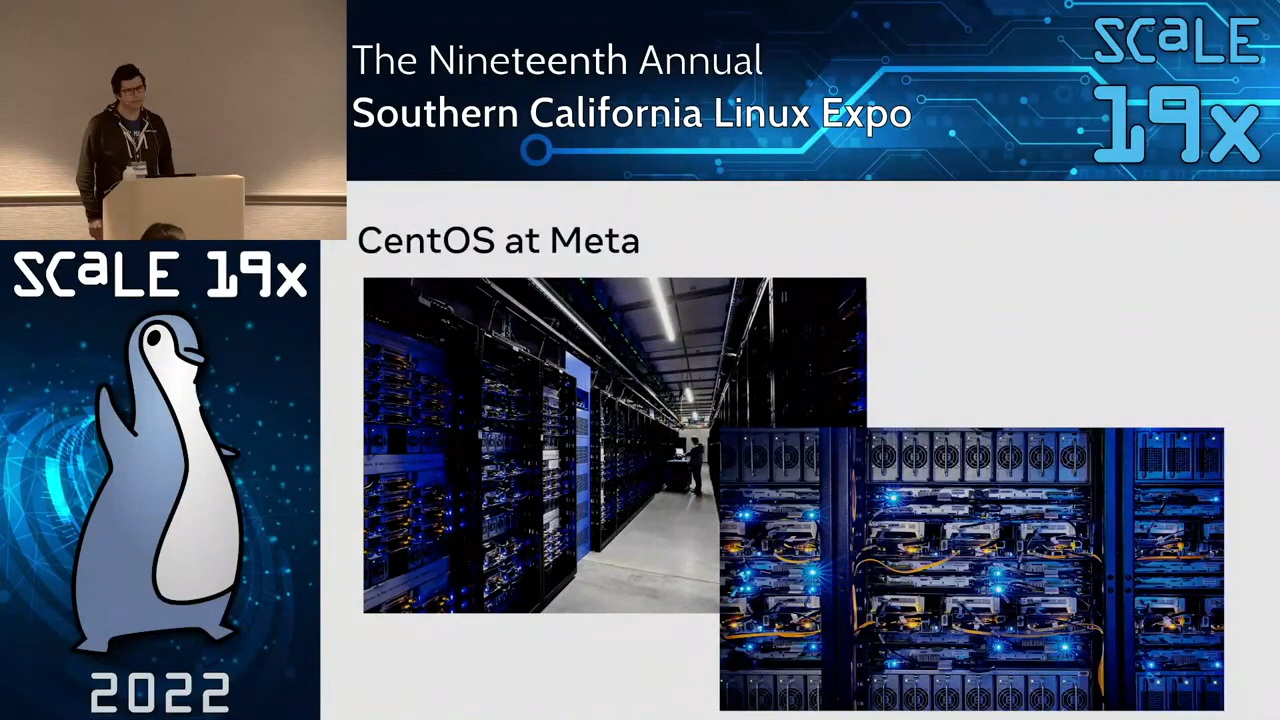 The Nineteenth Annual
Southern California Linux Expo
SCaLE
19x
CentOS at Meta
SCaLE 19x
2022